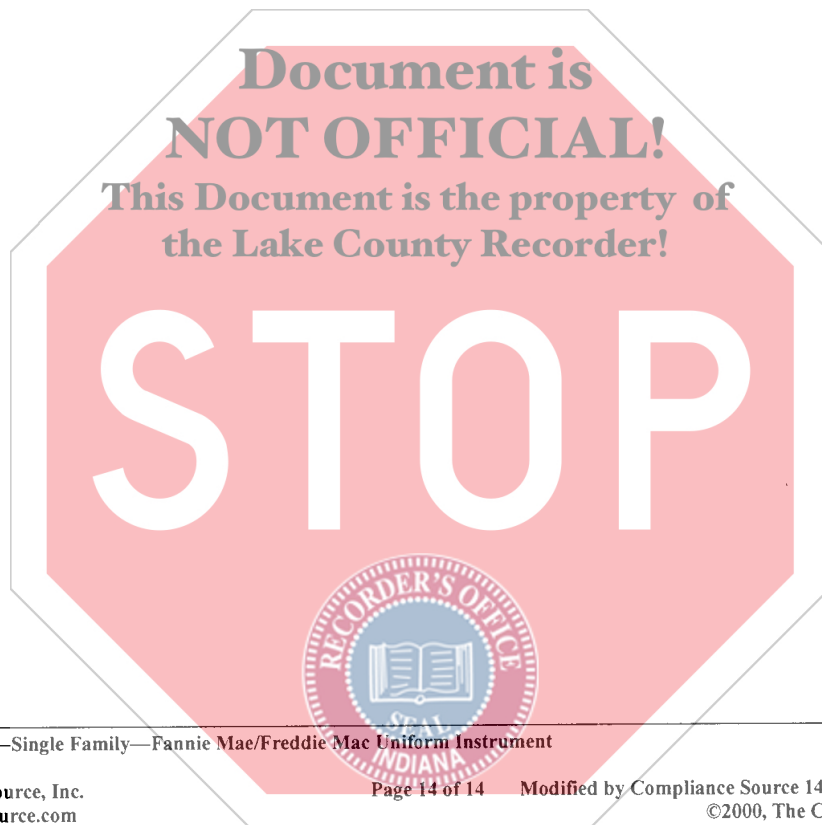 Document is
NOT OFFICIAL!
This Document is the property of
the Lake County Recorder!
STOP
RECORDER'S OFFICE
SEAL
INDIANA
—Single Family—Fannie Mae/Freddie Mac Uniform Instrument
urce, Inc. Page 14 of 14 Modified by Compliance Source 14
urce.com ©2000, The C